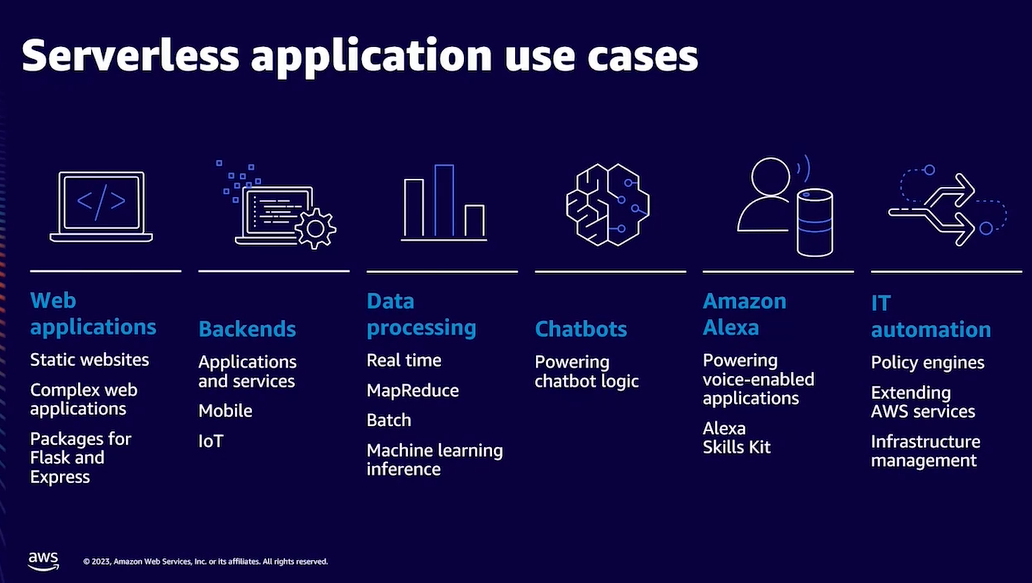 Serverless application use cases
</>
Web
applications
Static websites
Complex web
applications
Packages for
Flask and
Express
Backends
Applications
and services
Mobile
IoT
Data
processing
Real time
MapReduce
Batch
Machine learning
inference
Chatbots
Powering
chatbot logic
Amazon
Alexa
Powering
voice-enabled
applications
Alexa
Skills Kit
IT
automation
Policy engines
Extending
AWS services
Infrastructure
management
aws
© 2023, Amazon Web Services, Inc. or its affiliates. All rights reserved.